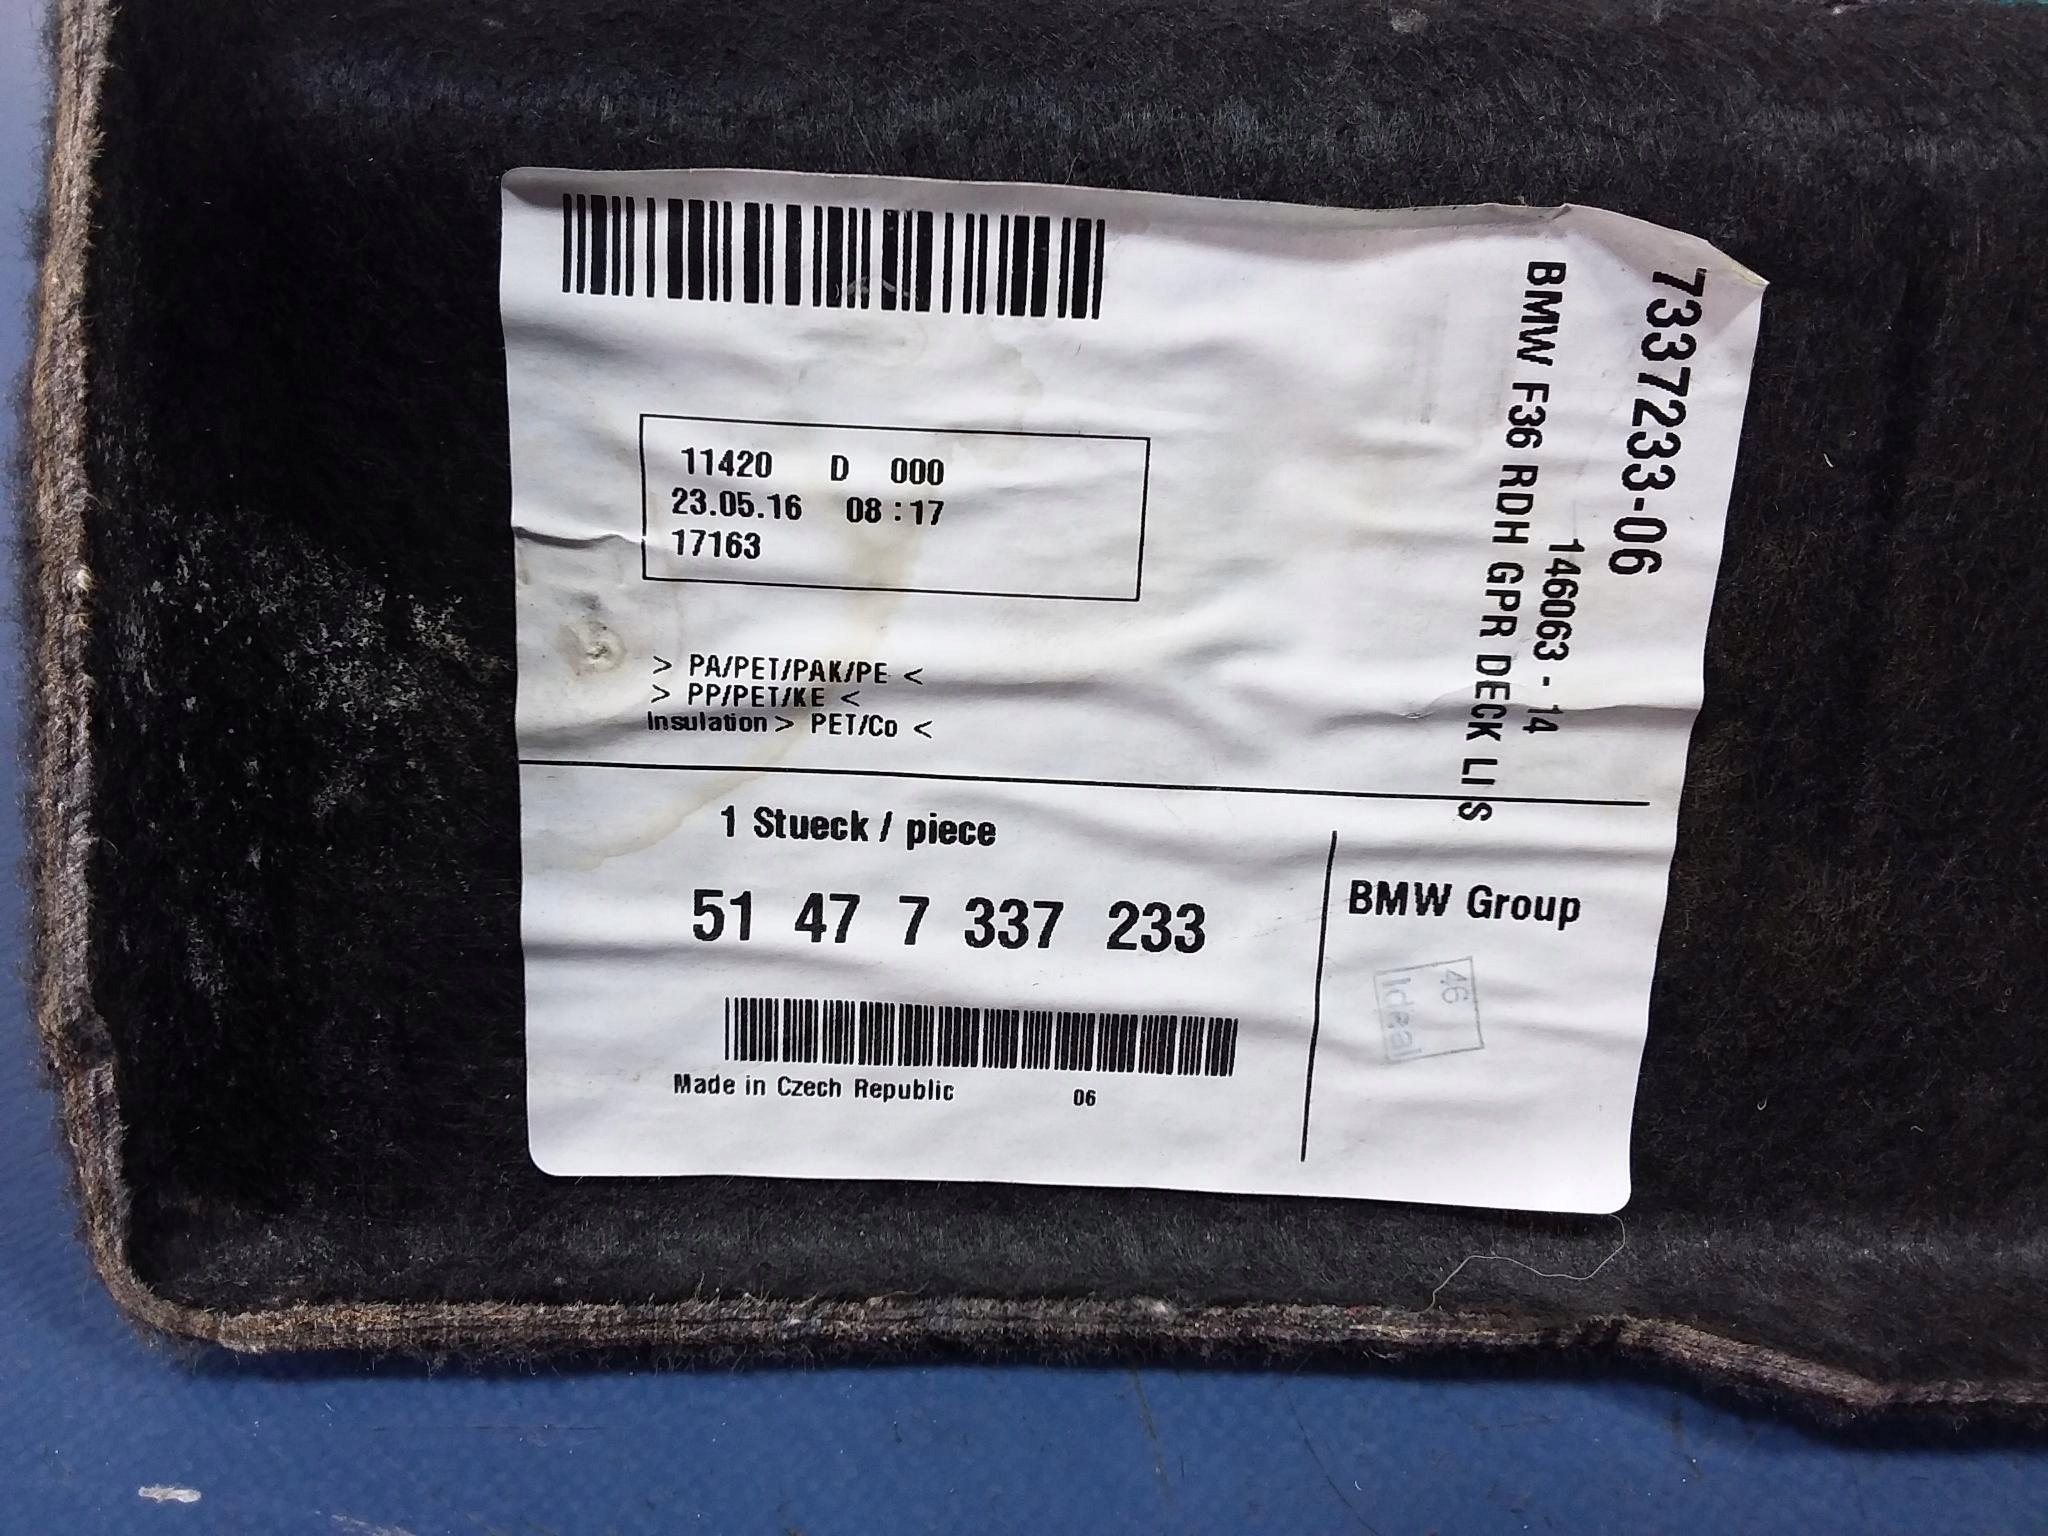 11420 D 000
23.05.16 08:17
17163
> PA/PET/PAK/PE <
> PP/PET/KE <
Insulation > PET/Co <
7337233-06
146063 - 14
BMW F36 RDH GPR DECK LI S
1 Stueck / piece
51 47 7 337 233
Made in Czech Republic 06
BMW Group
46
Ideal